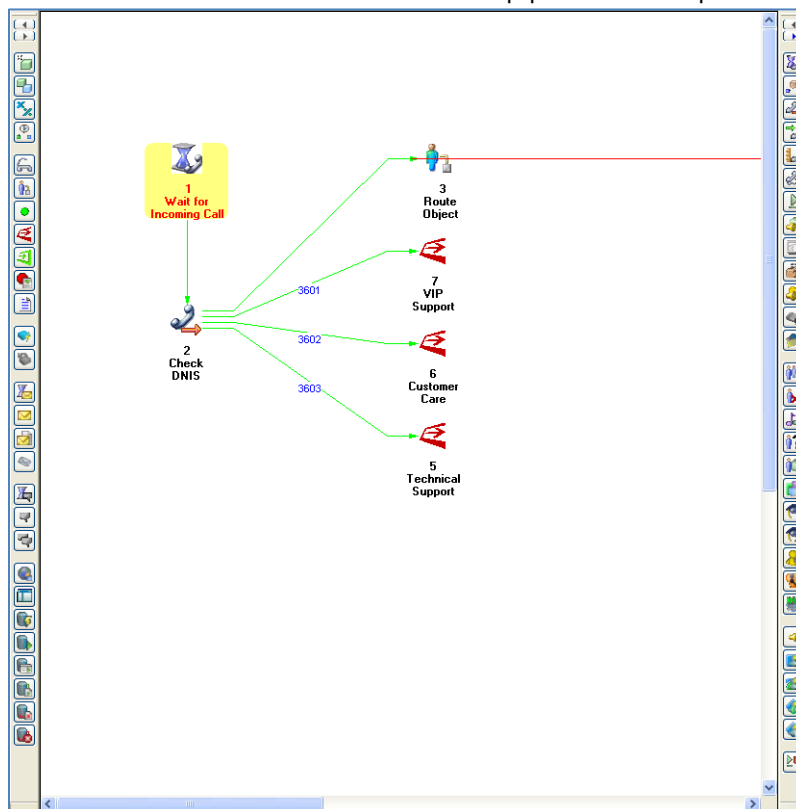 1
Wait for
Incoming Call
3
Route
Object
3601
7
VIP
Support
2
Check
DNIS
3602
6
Customer
Care
3603
5
Technical
Support